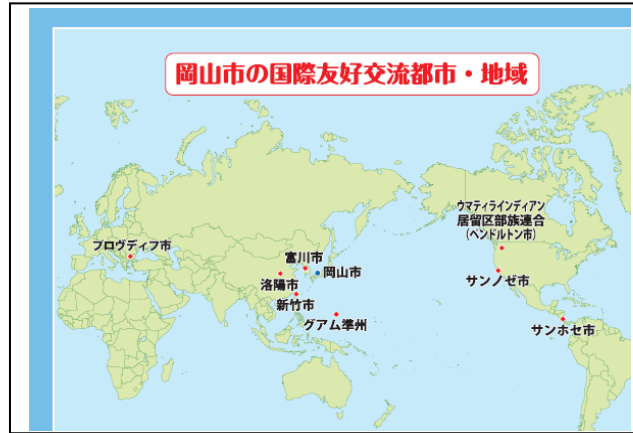 岡山市の国際友好交流都市・地域
ウマティラインディアン
居留区部族連合
(ペンドルトン市)
プロヴディフ市
富川市
岡山市
洛陽市
サンノゼ市
新竹市
グアム準州
サンホセ市